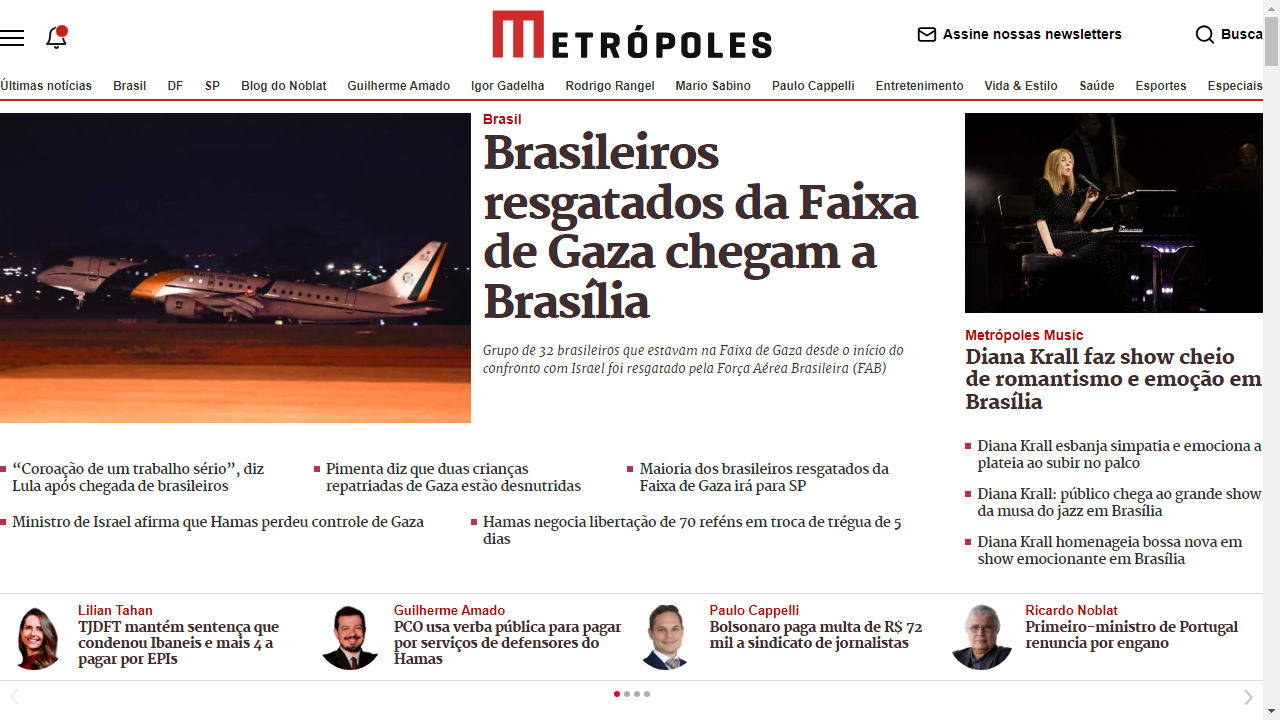 METRÓPOLES
Assine nossas newsletters
Busca
Últimas notícias
Brasil
DF
SP
Blog do Noblat
Guilherme Amado
Igor Gadelha
Rodrigo Rangel
Mario Sabino
Paulo Cappelli
Entretenimento
Vida & Estilo
Saúde
Esportes
Especiais
Brasil
Brasileiros
resgatados da Faixa
de Gaza chegam a
Brasília
Grupo de 32 brasileiros que estavam na Faixa de Gaza desde o início do
confronto com Israel foi resgatado pela Força Aérea Brasileira (FAB)
“Coroação de um trabalho sério”, diz
Lula após chegada de brasileiros
Pimenta diz que duas crianças
repatriadas de Gaza estão desnutridas
Maioria dos brasileiros resgatados da
Faixa de Gaza irá para SP
Ministro de Israel afirma que Hamas perdeu controle de Gaza
Hamas negocia libertação de 70 reféns em troca de trégua de 5
dias
Metrópoles Music
Diana Krall faz show cheio
de romantismo e emoção em
Brasília
Diana Krall esbanja simpatia e emociona a
plateia ao subir no palco
Diana Krall: público chega ao grande show
da musa do jazz em Brasília
Diana Krall homenageia bossa nova em
show emocionante em Brasília
Lilian Tahan
TJDFT mantém sentença que
condenou Ibaneis e mais 4 a
pagar por EPIs
Guilherme Amado
PCO usa verba pública para pagar
por serviços de defensores do
Hamas
Paulo Cappelli
Bolsonaro paga multa de R$ 72
mil a sindicato de jornalistas
Ricardo Noblat
Primeiro-ministro de Portugal
renuncia por engano